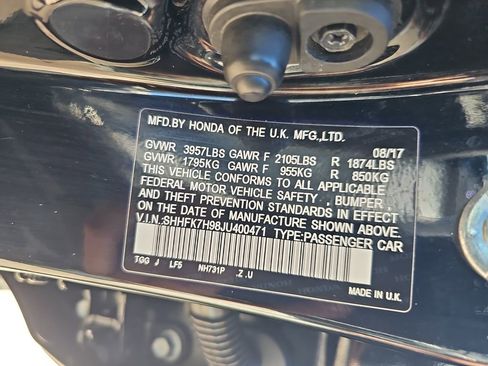 MFD.BY HONDA OF THE U.K. MFG.,LTD.
08/17
GVWR 3957LBS GAWR F 2105LBS R 1874LBS
GVWR 1795KG GAWR F 955KG R 850KG
THIS VEHICLE CONFORMS TO ALL APPLICABLE
FEDERAL MOTOR VEHICLE SAFETY , BUMPER ,
AND THEFT PREVENTION STANDARDS IN EFFECT
ON THE DATE OF MANUFACTURE SHOWN ABOVE.
V.I.N.:SHHFK7H98JU400471 TYPE:PASSENGER CAR
TGG J LF5 NH731P .Z.U
MADE IN U.K.